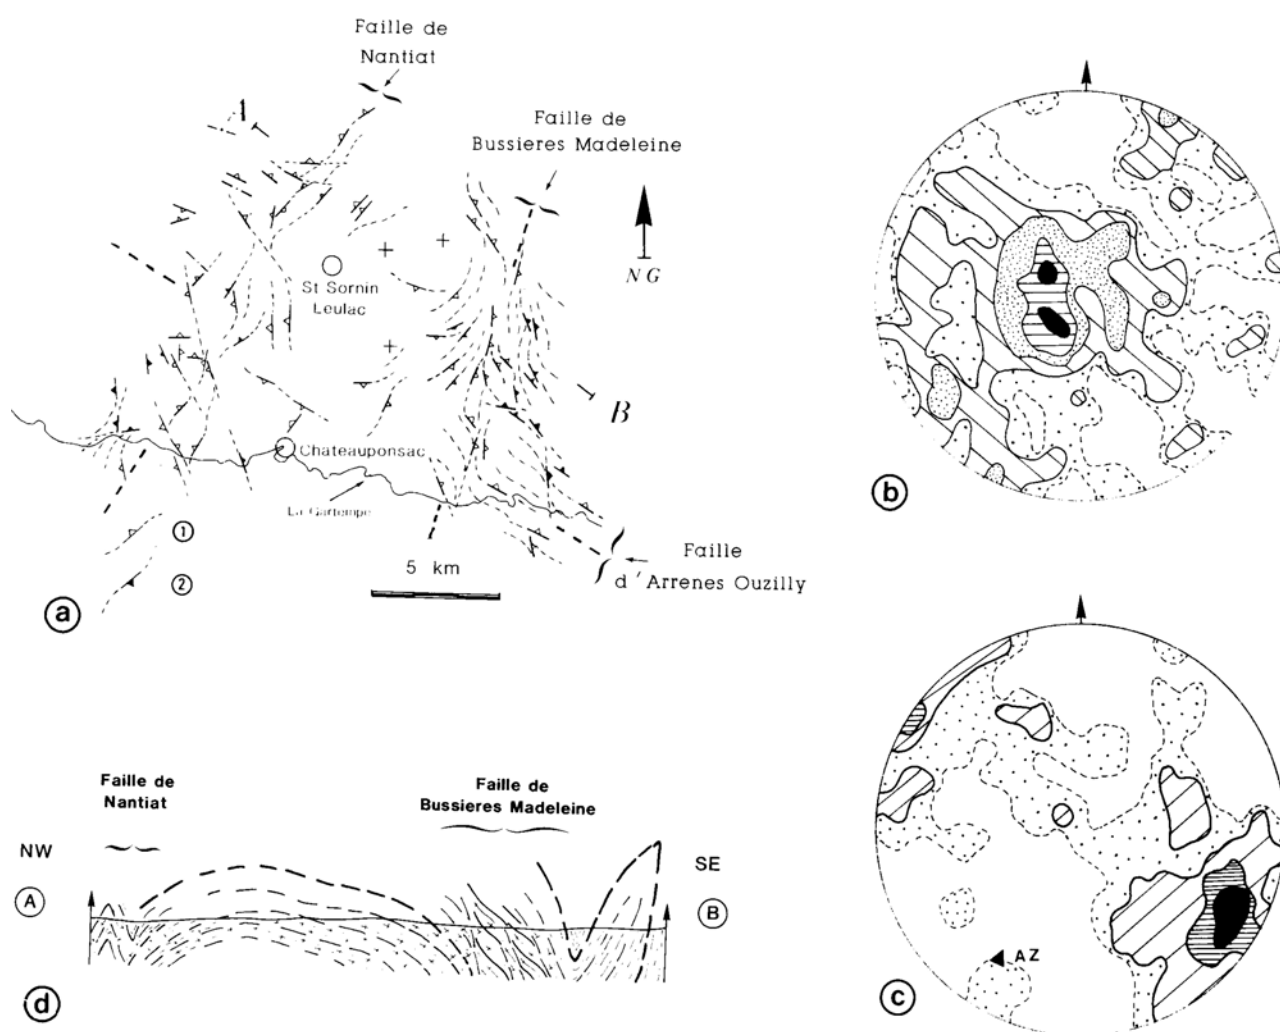 Faille de
Nantiat
A
Faille de
Bussieres Madeleine
NG
St Sornin
Leulac
B
Chateauponsac
La Gartempe
①
②
5 km
Faille
d'Arrenes Ouzilly
a
b
Faille de
Nantiat
Faille de
Bussieres Madeleine
NW
SE
A
B
d
AZ
c